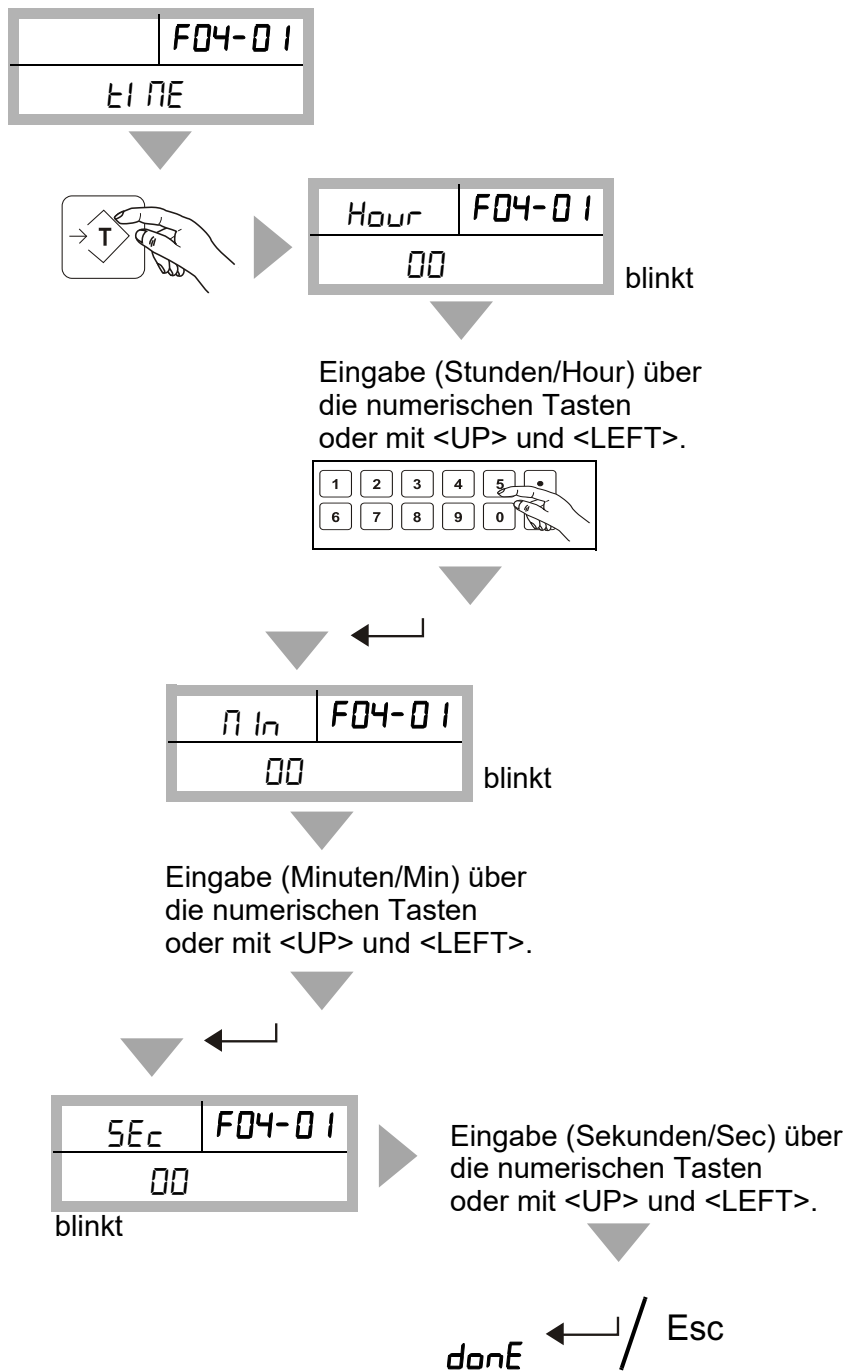 F04-01
tIME
T
Hour F04-01
00
blinkt
Eingabe (Stunden/Hour) über
die numerischen Tasten
oder mit <UP> und <LEFT>.
1 2 3 4 5 •
6 7 8 9 0
MIn F04-01
00
blinkt
Eingabe (Minuten/Min) über
die numerischen Tasten
oder mit <UP> und <LEFT>.
SEc F04-01
00
blinkt
Eingabe (Sekunden/Sec) über
die numerischen Tasten
oder mit <UP> und <LEFT>.
donE / Esc